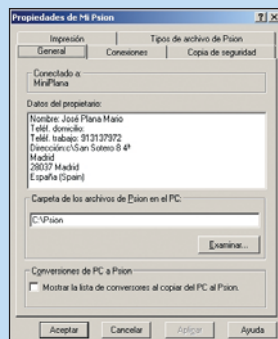 Propiedades de Mi Psion
Impresión
Tipos de archivo de Psion
General
Conexiones
Copia de seguridad
Conectado a:
MiniPlana
Datos del propietario:
Nombre: José Plana Mario
Teléf. domicilio:
Teléf. trabajo: 913137972
Dirección:c\San Sotero 8 4ª
Madrid
28037 Madrid
España (Spain)
Carpeta de los archivos de Psion en el PC:
C:\Psion
Examinar...
Conversiones de PC a Psion
Mostrar la lista de conversores al copiar del PC al Psion.
Aceptar
Cancelar
Aplicar
Ayuda